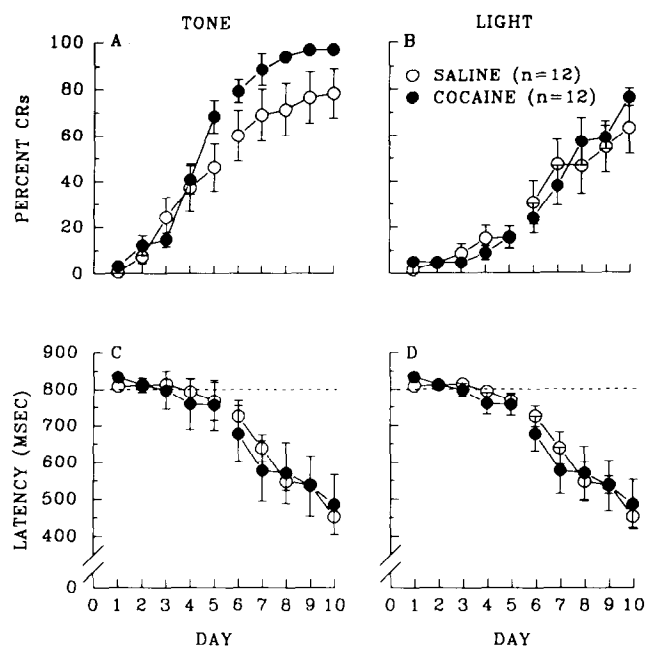 TONE LIGHT
A B
SALINE (n=12)
COCAINE (n=12)
PERCENT CRs
100
80
60
40
20
0
C D
LATENCY (MSEC)
900
800
700
600
500
400
0
0 1 2 3 4 5 6 7 8 9 10 0 1 2 3 4 5 6 7 8 9 10
DAY DAY